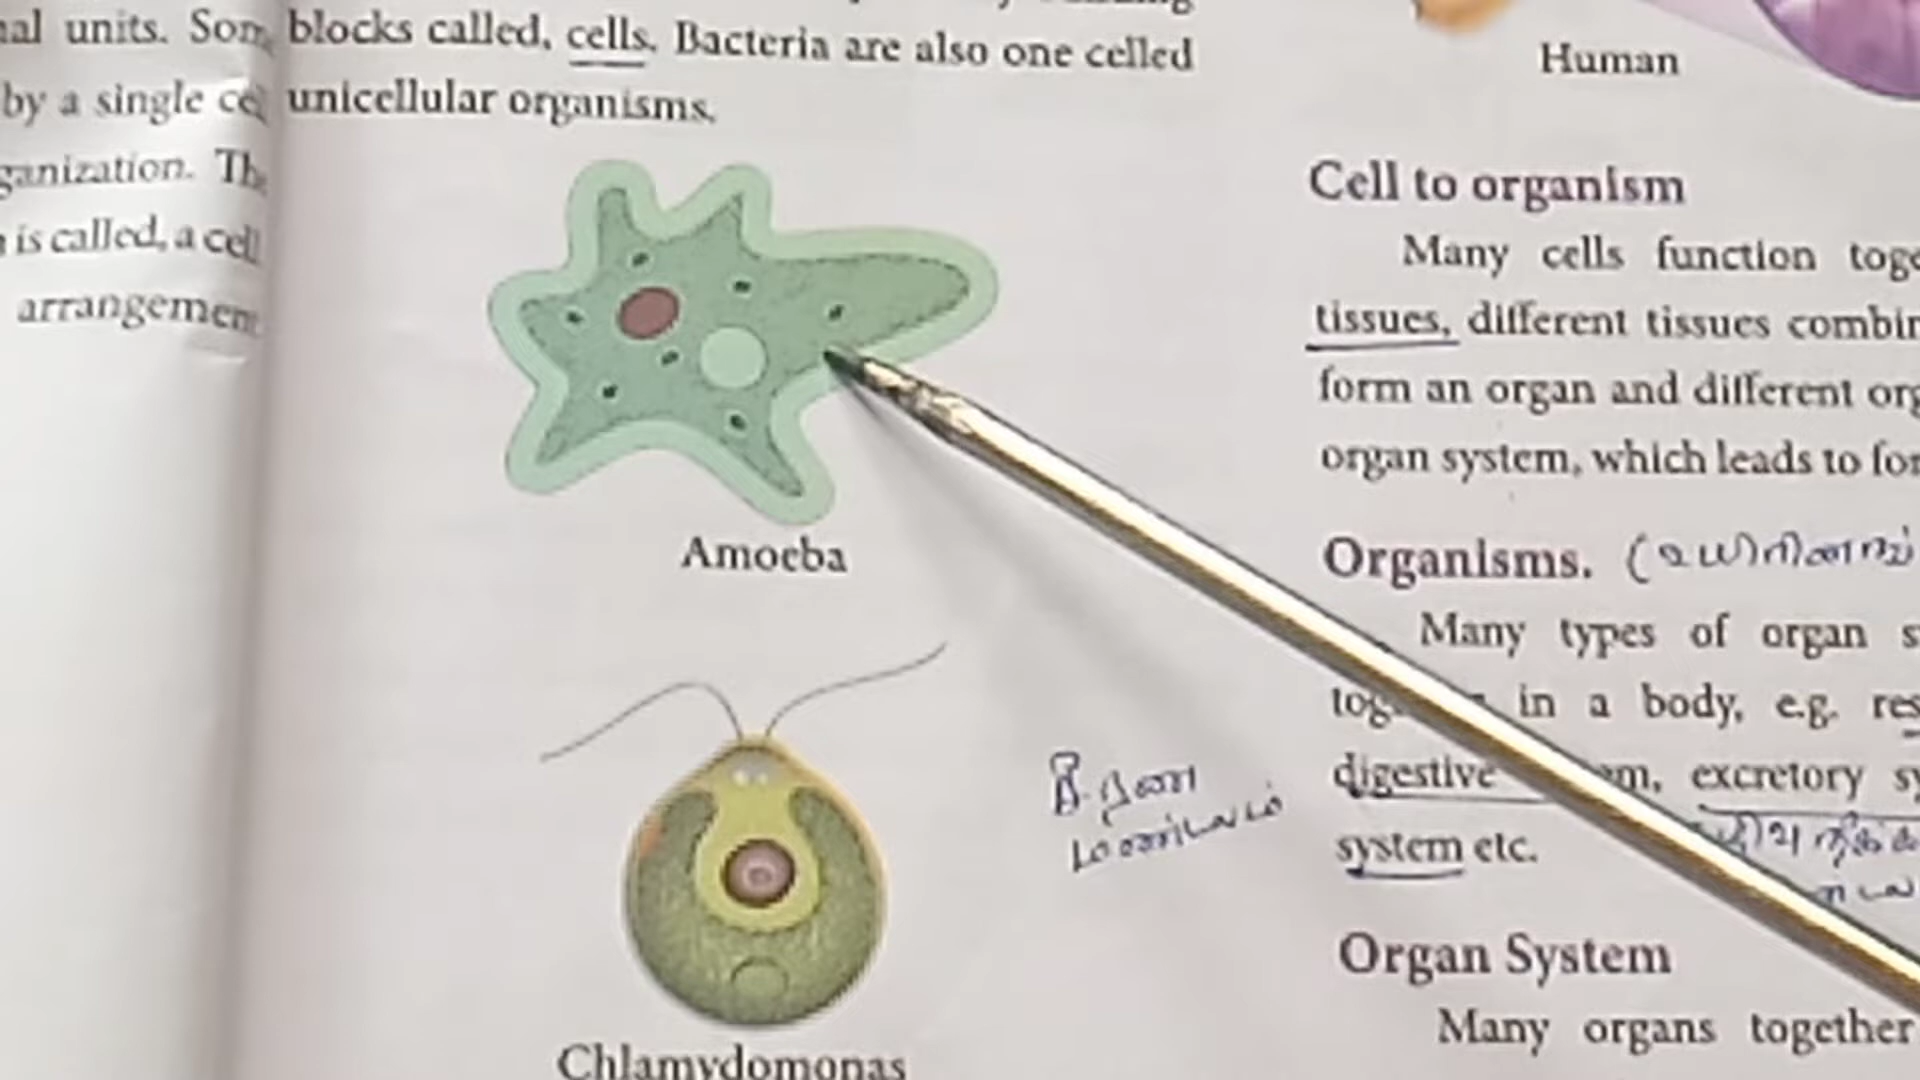 nal units. Som
by a single cel
ganization. Th
is called, a cell
arrangement
blocks called, cells. Bacteria are also one celled
unicellular organisms.
Amoeba
Chlamydomonas
Human
Cell to organism
Many cells function toge
tissues, different tissues combin
form an organ and different org
organ system, which leads to for
Organisms.
Many types of organ s
in a body, e.g. res
digestive excretory sy
system etc.
Organ System
Many organs together